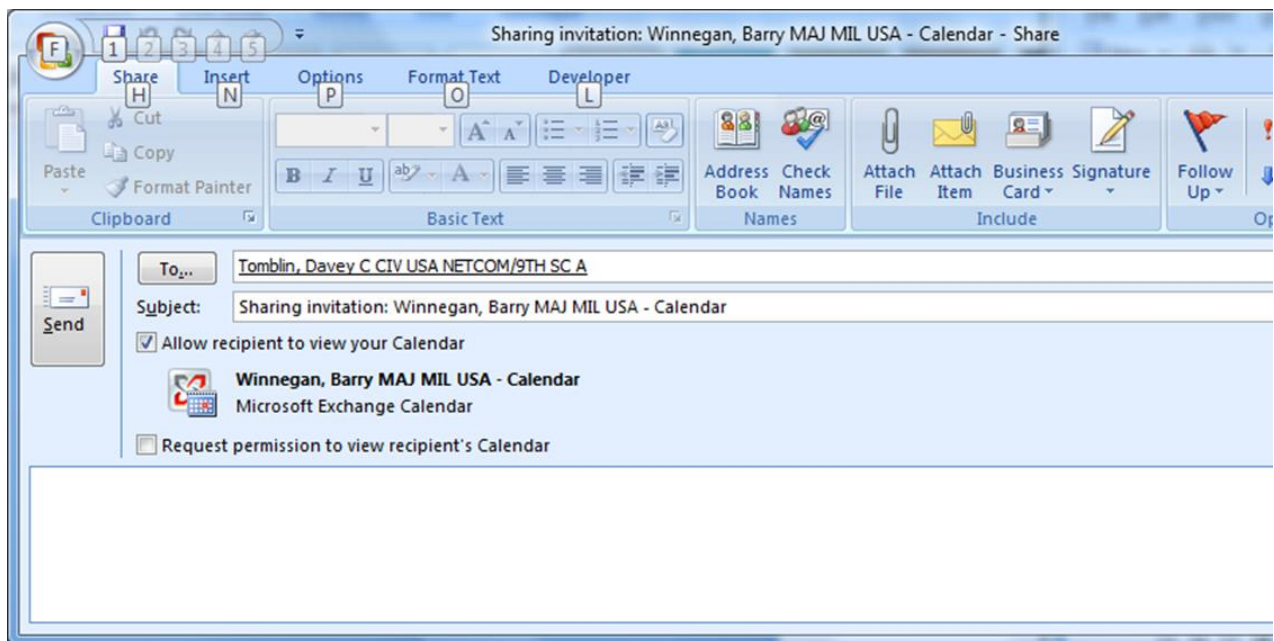 Sharing invitation: Winnegan, Barry MAJ MIL USA - Calendar - Share
F 1 2 3 4 5
Share Insert Options Format Text Developer
H N P O L
Paste
Cut
Copy
Format Painter
Clipboard
A A
B I U ab A
Basic Text
Address Book
Check Names
Names
Attach File
Attach Item
Business Card
Signature
Include
Follow Up
Op
Send
To...
Tomblin, Davey C CIV USA NETCOM/9TH SC A
Subject:
Sharing invitation: Winnegan, Barry MAJ MIL USA - Calendar
Allow recipient to view your Calendar
Winnegan, Barry MAJ MIL USA - Calendar
Microsoft Exchange Calendar
Request permission to view recipient's Calendar